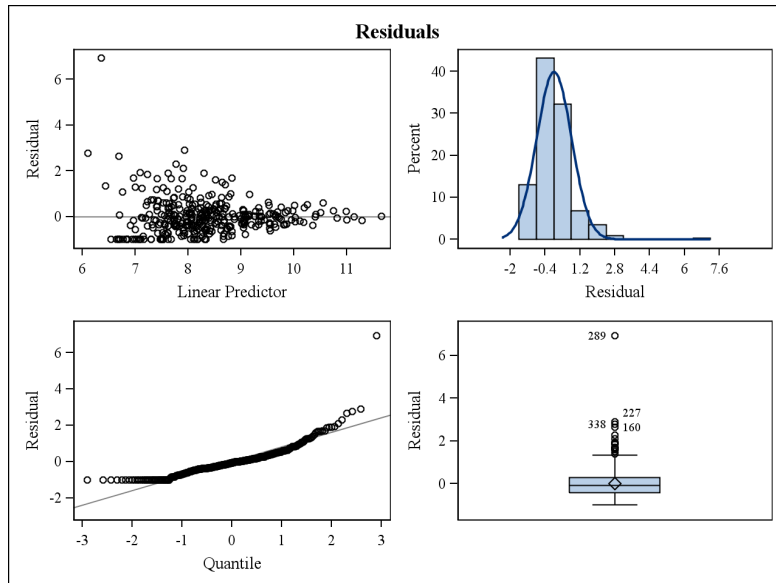 Residuals
6
4
2
0
Residual
6 7 8 9 10 11
Linear Predictor
40
30
20
10
0
Percent
-2 -0.4 1.2 2.8 4.4 6 7.6
Residual
6
4
2
0
-2
Residual
-3 -2 -1 0 1 2 3
Quantile
6
4
2
0
Residual
289
227
338 160